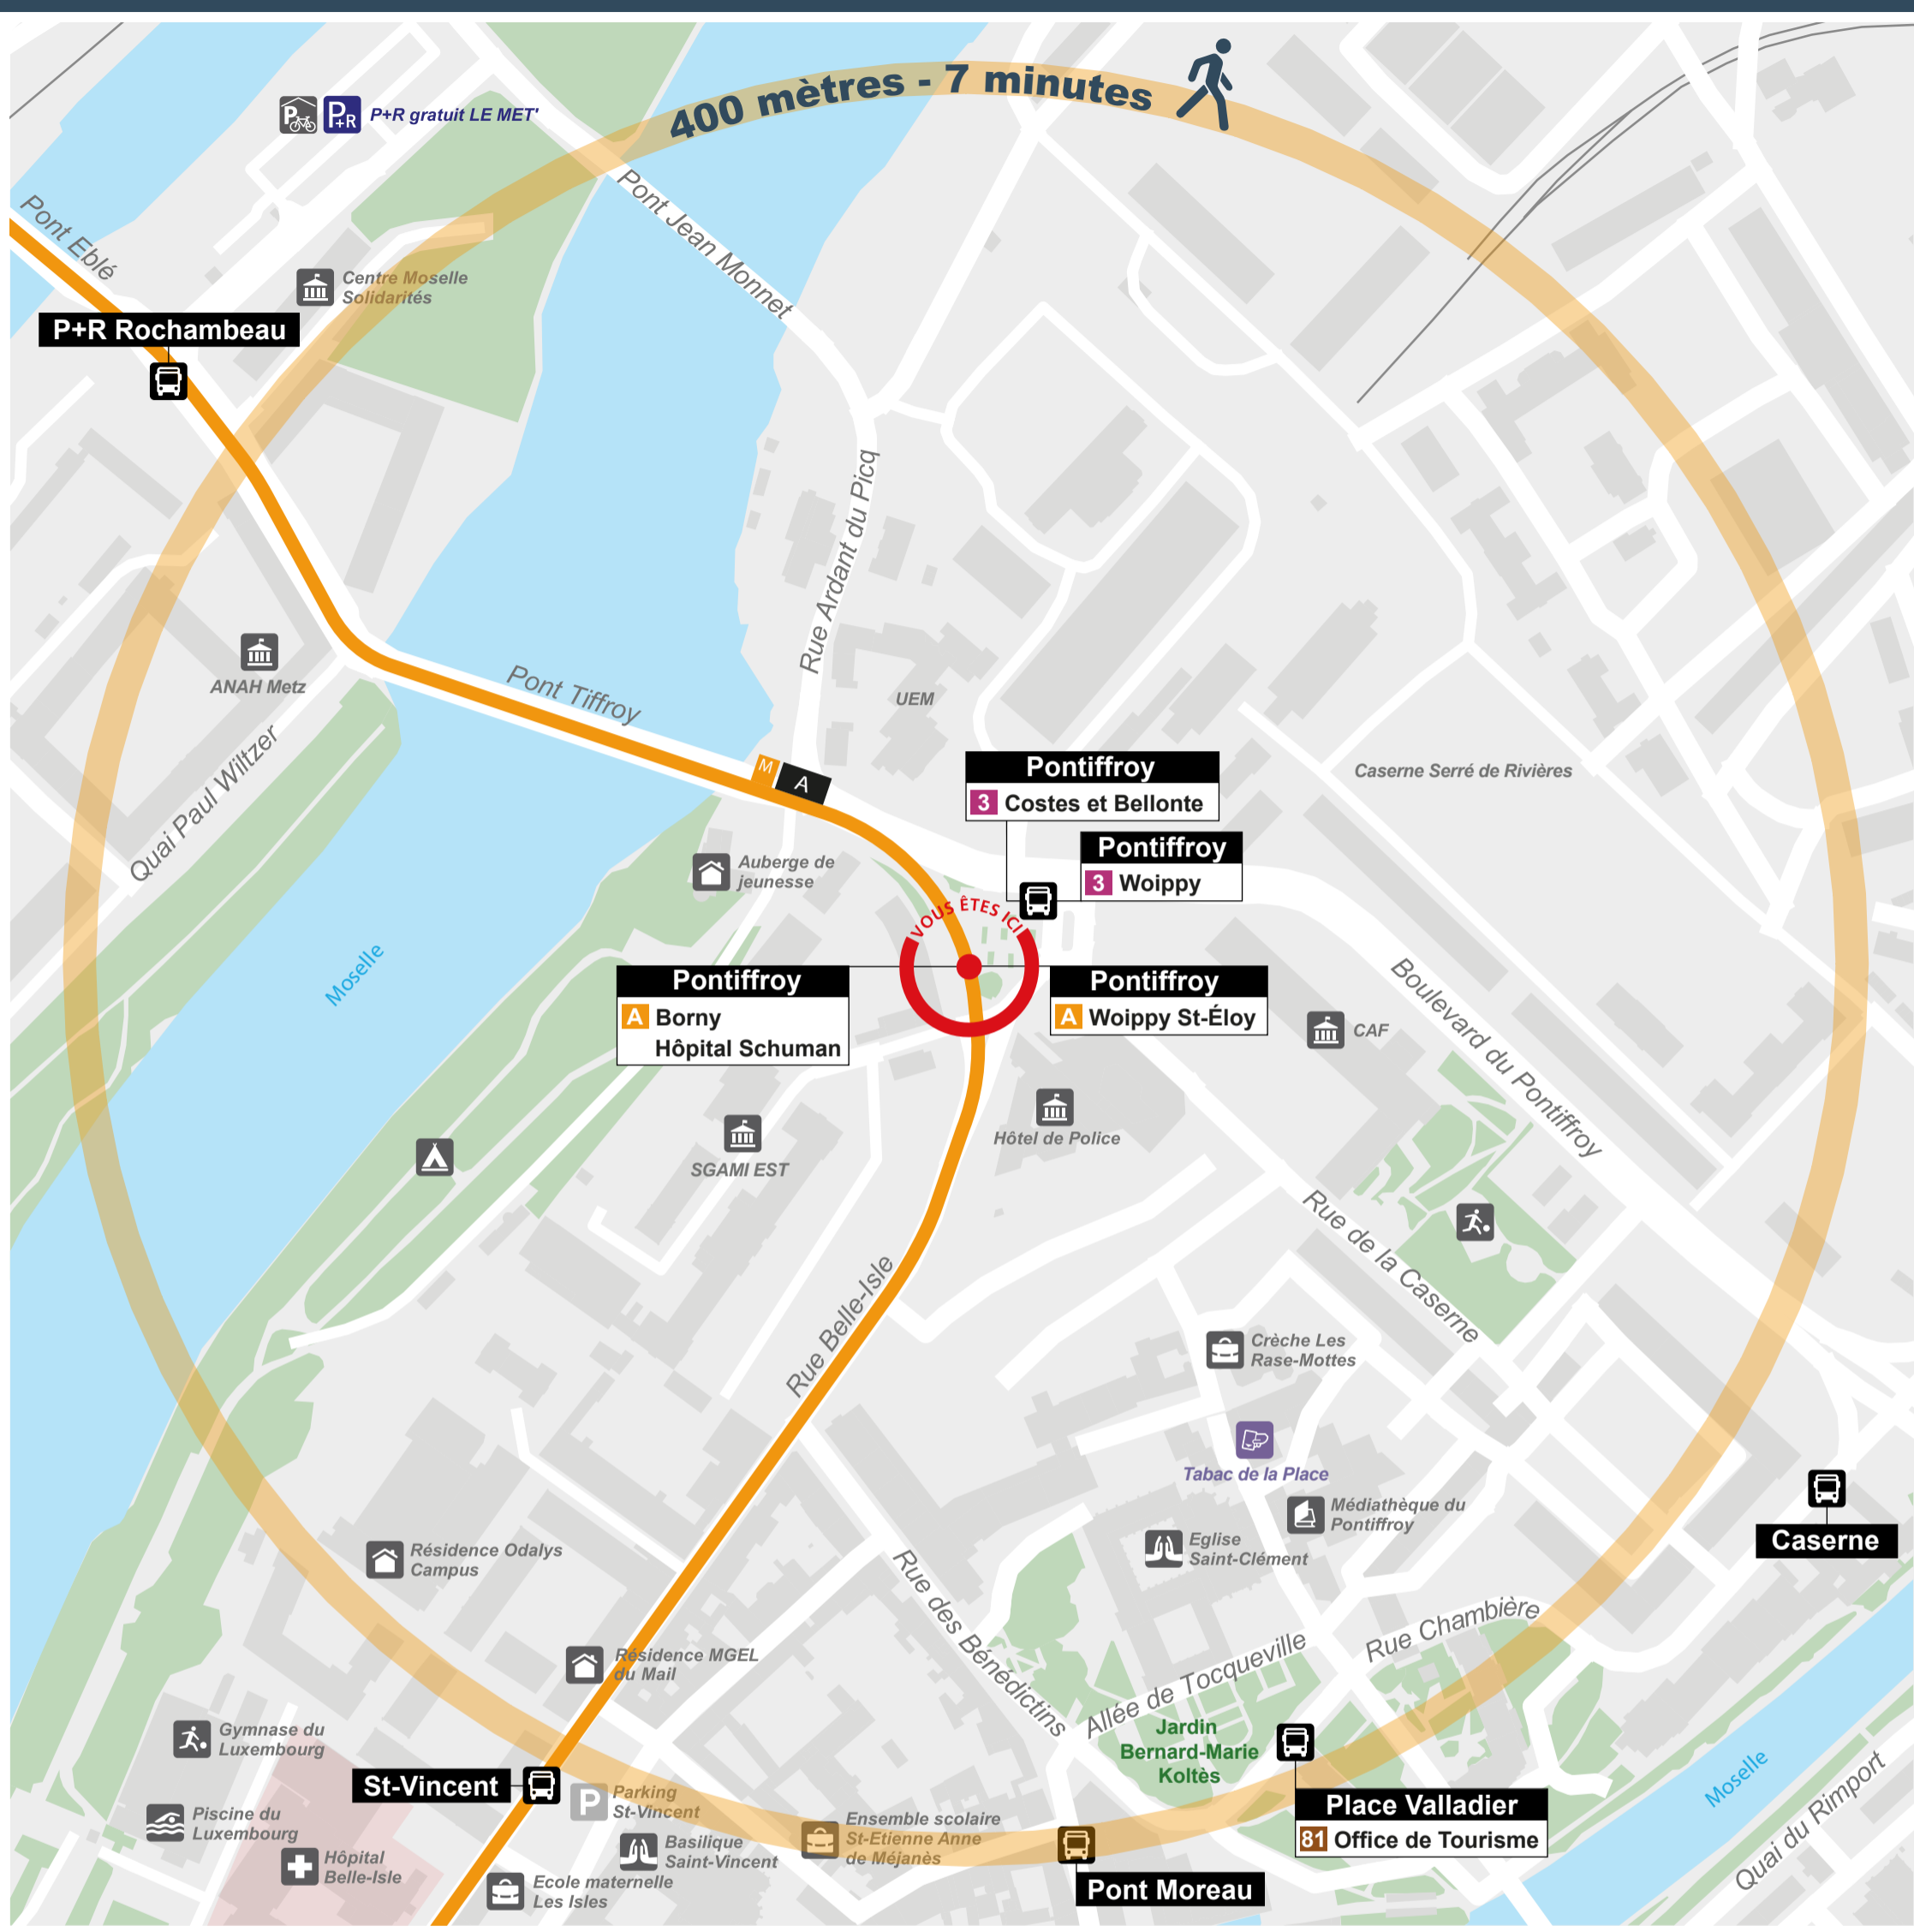 400 mètres - 7 minutes
P
P+R
P+R gratuit LE MET'
Pont Jean Monnet
Pont Eblé
Centre Moselle
Solidarités
P+R Rochambeau
Rue Ardant du Picq
ANAH Metz
Pont Tiffroy
UEM
Quai Paul Wiltzer
M
A
Pontiffroy
3 Costes et Bellonte
Caserne Serré de Rivières
Pontiffroy
3 Woippy
Auberge de
jeunesse
VOUS ÊTES ICI
Moselle
Pontiffroy
A Borny
Hôpital Schuman
Pontiffroy
A Woippy St-Éloy
Boulevard du Pontiffroy
CAF
Hôtel de Police
SGAMI EST
Rue de la Caserne
Rue Belle-Isle
Crèche Les
Rase-Mottes
Tabac de la Place
Médiathèque du
Pontiffroy
Eglise
Saint-Clément
Caserne
Résidence Odalys
Campus
Rue des Bénédictins
Rue Chambière
Allée de Tocqueville
Résidence MGEL
du Mail
Jardin
Bernard-Marie
Koltès
Gymnase du
Luxembourg
St-Vincent
P
Parking
St-Vincent
Moselle
Quai du Rimport
Place Valladier
81 Office de Tourisme
Piscine du
Luxembourg
Ensemble scolaire
St-Etienne Anne
de Méjanès
Basilique
Saint-Vincent
Hôpital
Belle-Isle
Ecole maternelle
Les Isles
Pont Moreau